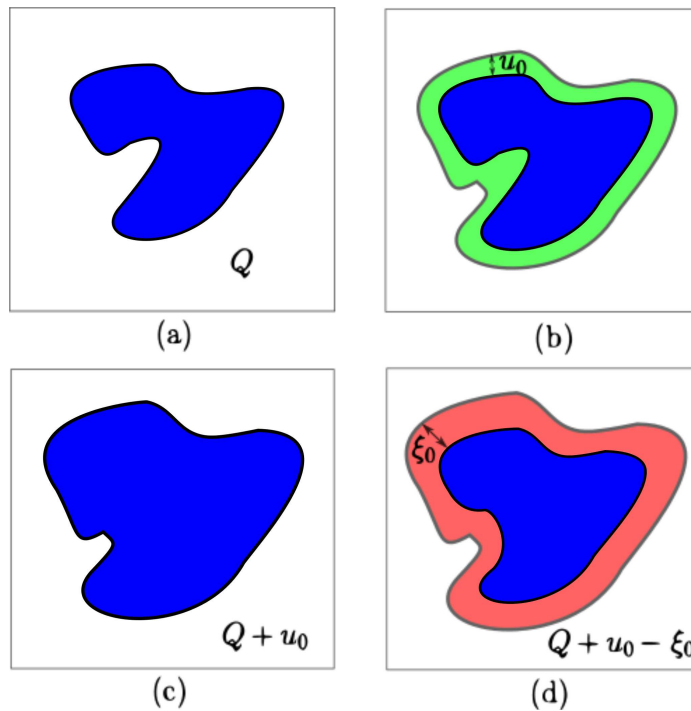 u₀
Q
(a)
(b)
ξ₀
Q + u₀
Q + u₀ − ξ₀
(c)
(d)